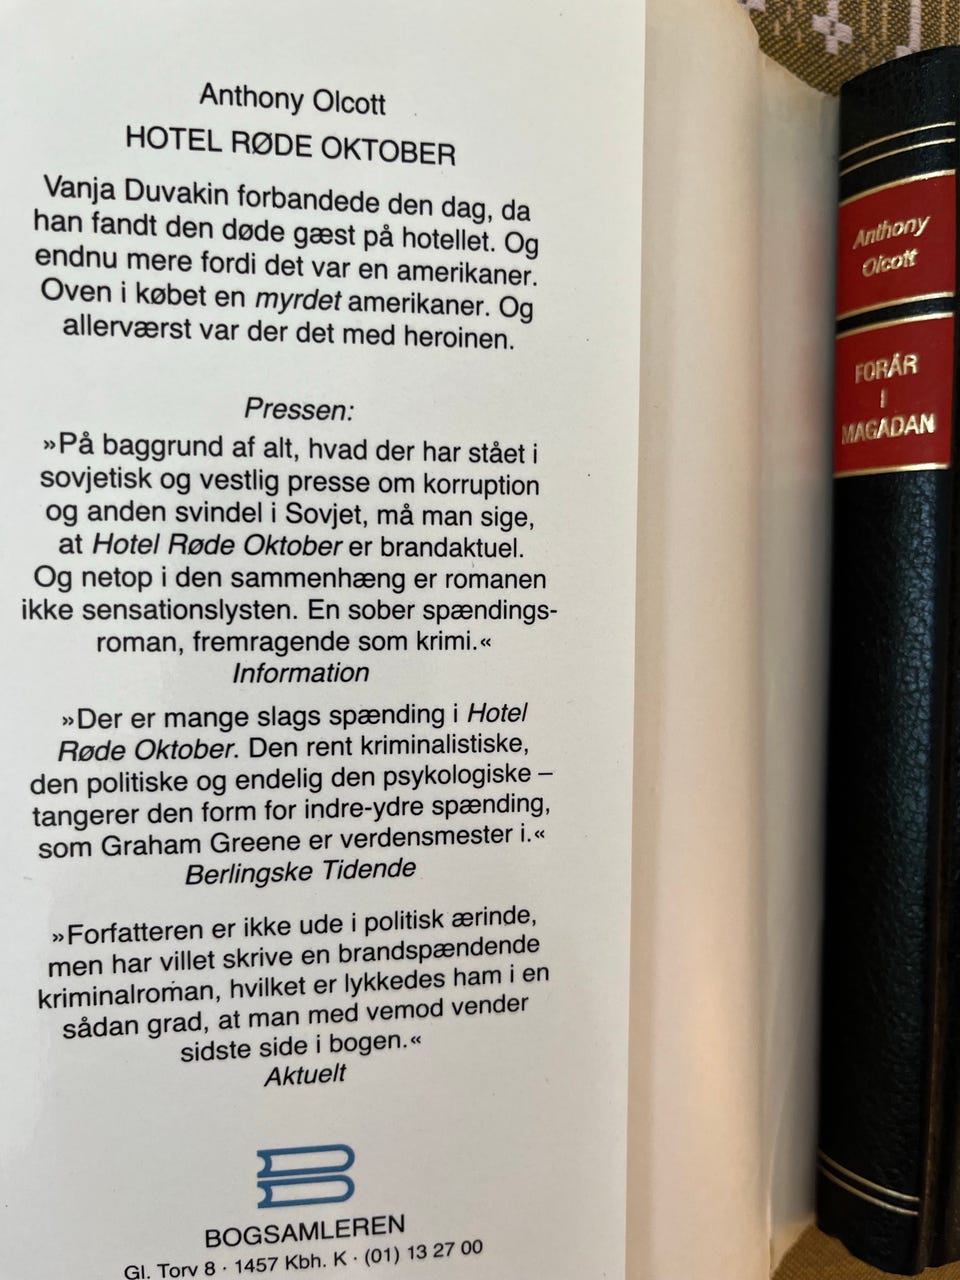 Anthony Olcott
HOTEL RØDE OKTOBER
Vanja Duvakin forbandede den dag, da
han fandt den døde gæst på hotellet. Og
endnu mere fordi det var en amerikaner.
Oven i købet en myrdet amerikaner. Og
allerværst var der det med heroinen.
Pressen:
»På baggrund af alt, hvad der har stået i
sovjetisk og vestlig presse om korruption
og anden svindel i Sovjet, må man sige,
at Hotel Røde Oktober er brandaktuel.
Og netop i den sammenhæng er romanen
ikke sensationslysten. En sober spændings-
roman, fremragende som krimi.«
Information
»Der er mange slags spænding i Hotel
Røde Oktober. Den rent kriminalistiske,
den politiske og endelig den psykologiske –
tangerer den form for indre-ydre spænding,
som Graham Greene er verdensmester i.«
Berlingske Tidende
»Forfatteren er ikke ude i politisk ærinde,
men har villet skrive en brandspændende
kriminalroman, hvilket er lykkedes ham i en
sådan grad, at man med vemod vender
sidste side i bogen.«
Aktuelt
BOGSAMLEREN
Gl. Torv 8 · 1457 Kbh. K · (01) 13 27 00
Anthony
Olcott
FORÅR
I
MAGADAN